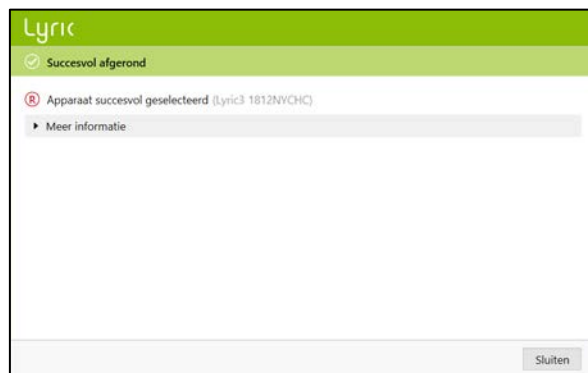 Lyric
Succesvol afgerond
R Apparaat succesvol geselecteerd (Lyric3 1812NYCHC)
Meer informatie
Sluiten